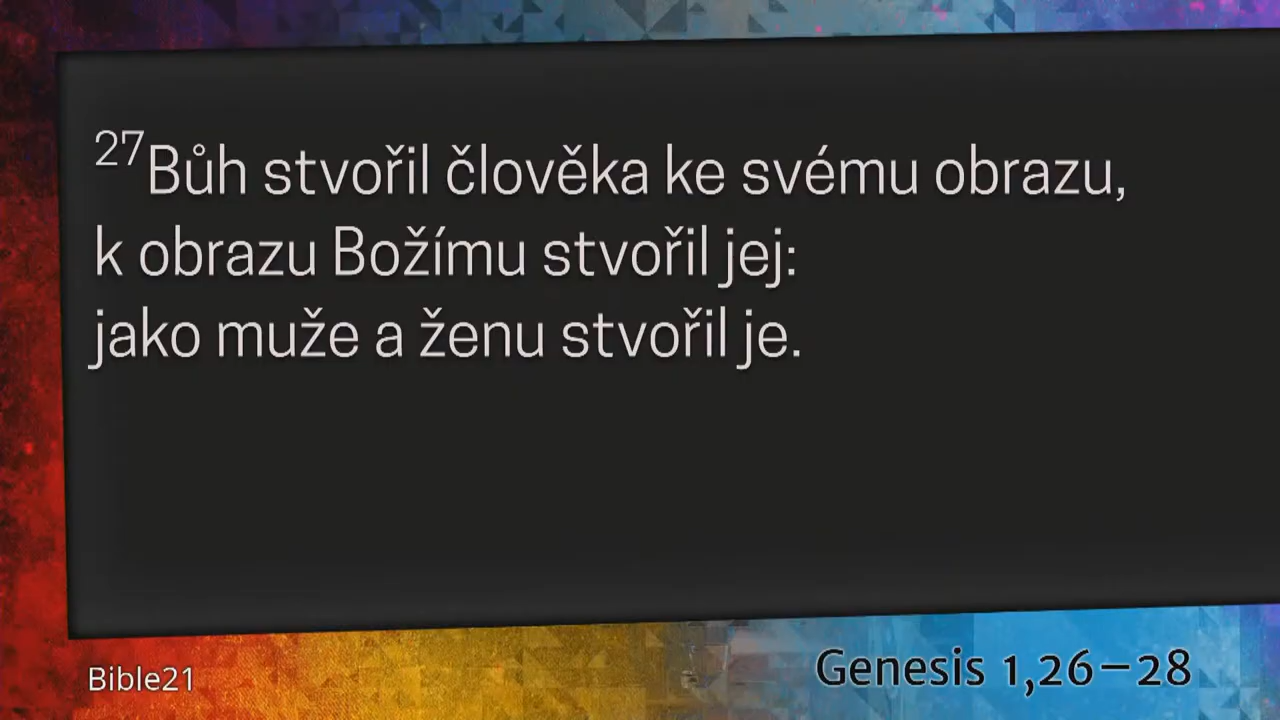 27Bůh stvořil člověka ke svému obrazu,
k obrazu Božímu stvořil jej:
jako muže a ženu stvořil je.
Bible21
Genesis 1,26–28